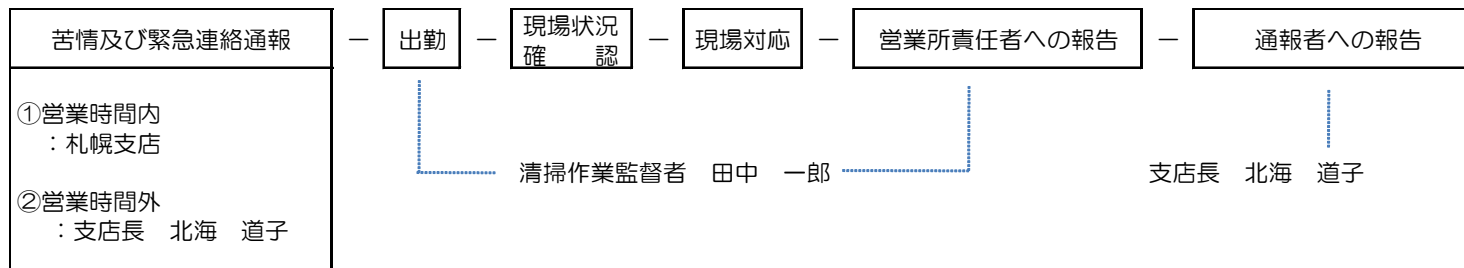 苦情及び緊急連絡通報 － 出勤 － 現場状況確　　認 － 現場対応 － 営業所責任者への報告 － 通報者への報告
①営業時間内
：札幌支店
②営業時間外
：支店長　北海　道子
清掃作業監督者　田中　一郎
支店長　北海　道子